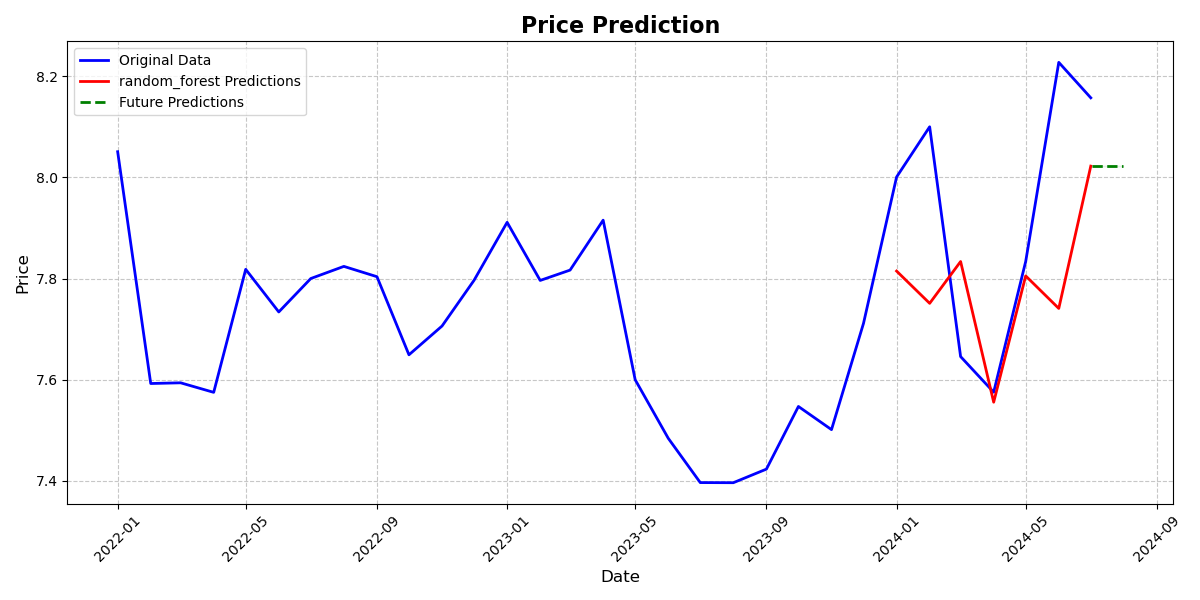 Price Prediction
Original Data
random_forest Predictions
Future Predictions
Price
8.2
8.0
7.8
7.6
7.4
2022-01
2022-05
2022-09
2023-01
2023-05
2023-09
2024-01
2024-05
2024-09
Date